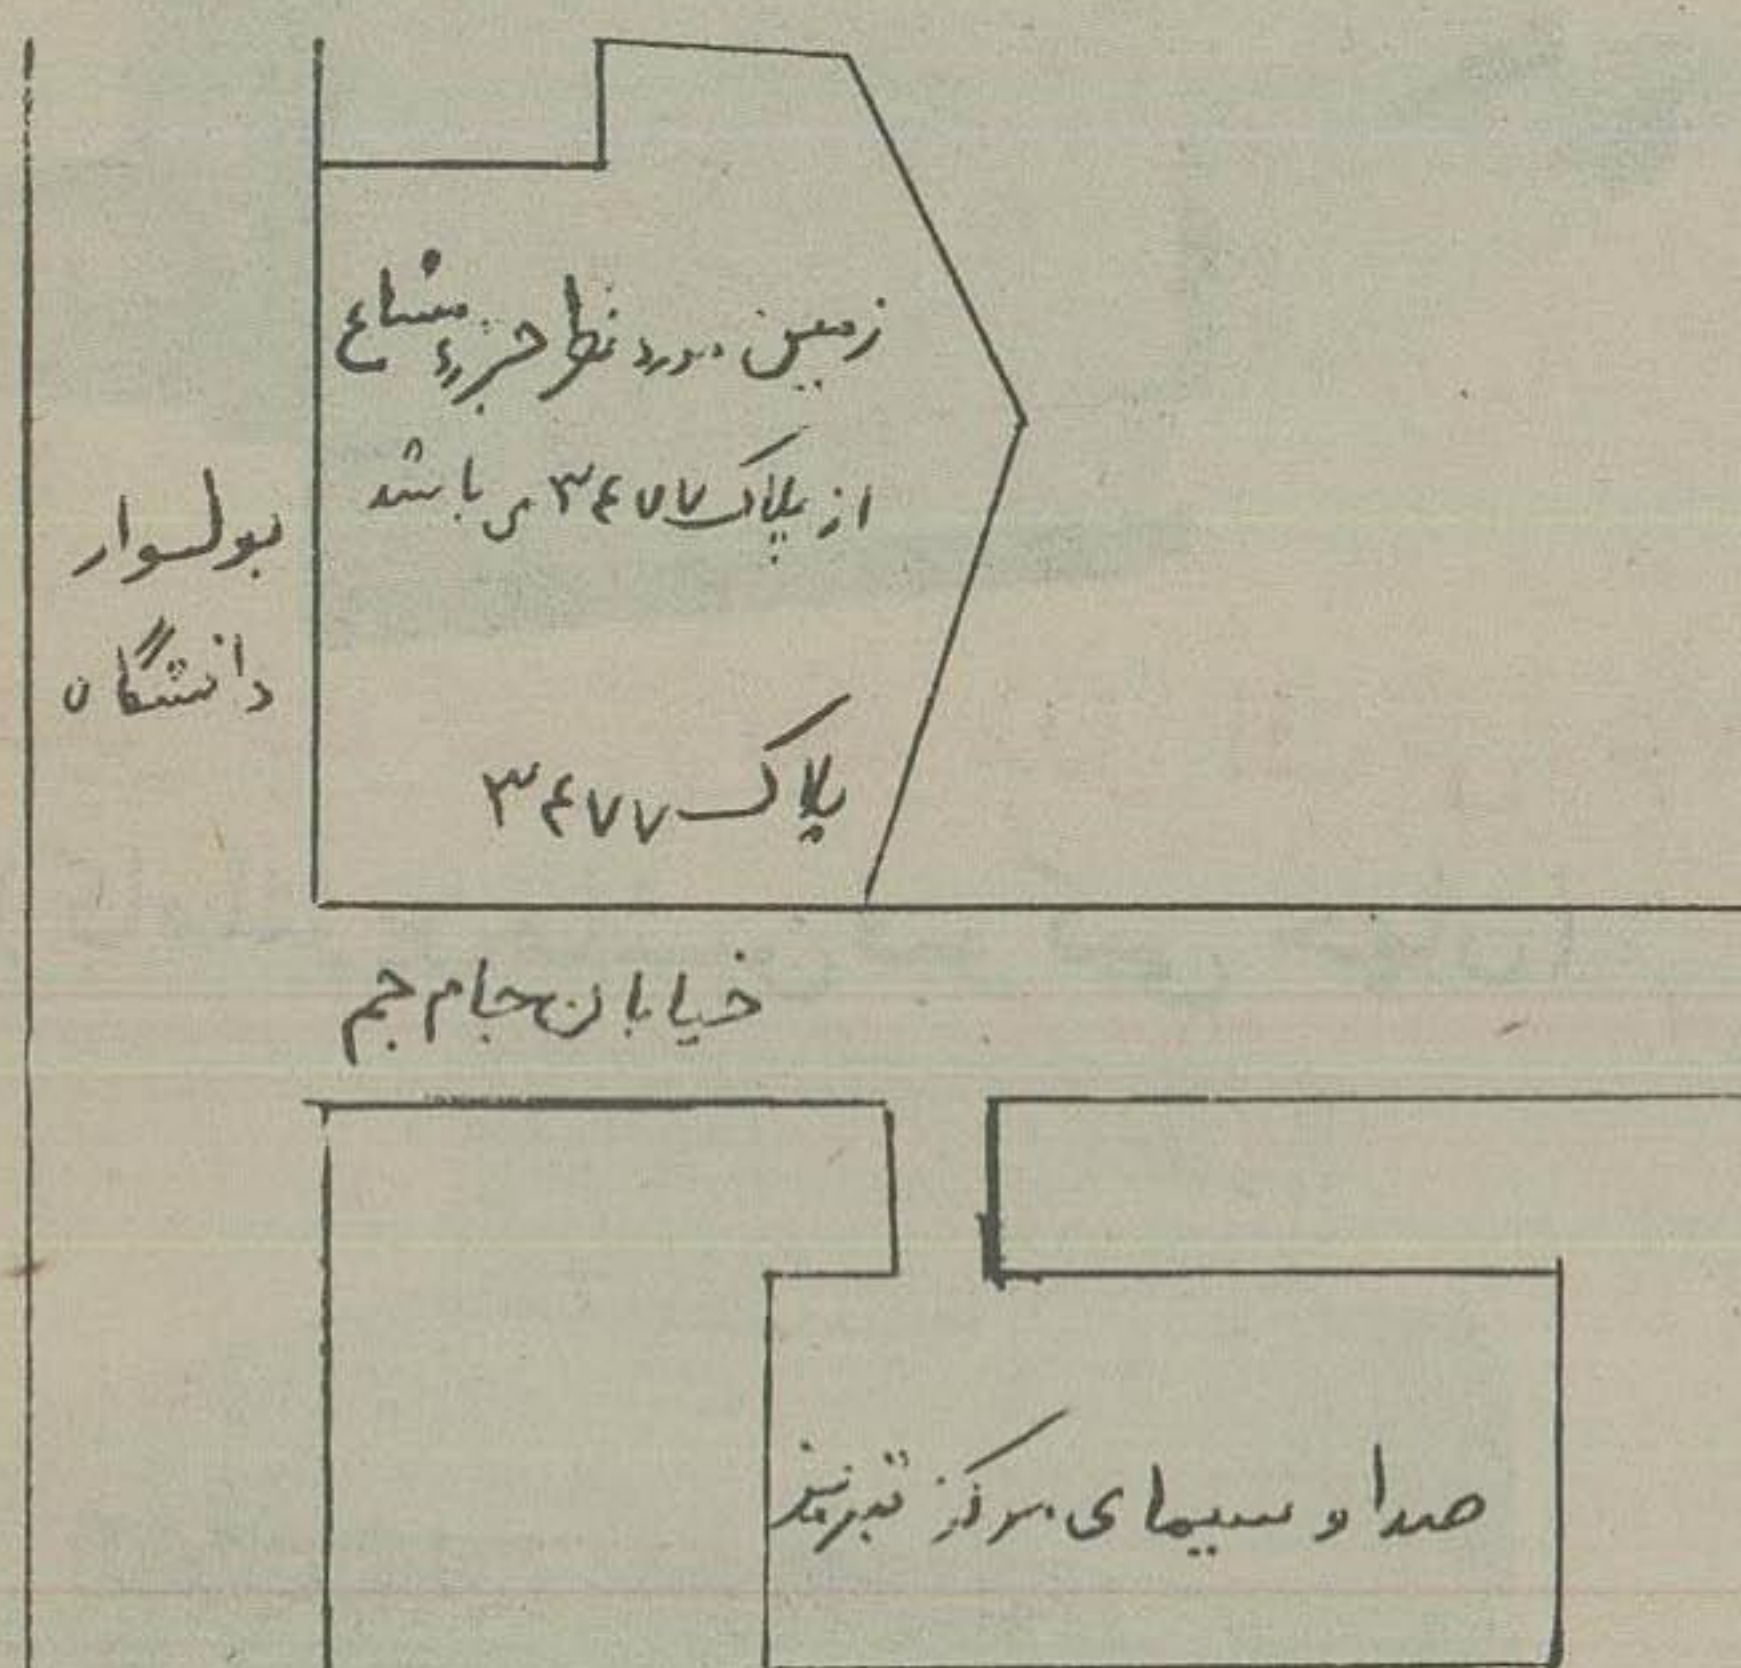 زمین مورد نظر جزء مشاع
از پلاک ۳۴۷۷ می باشد
پلاک ۳۴۷۷
بولوار
دانشگاه
خیابان جام جم
صدا و سیمای مرکز تبریز